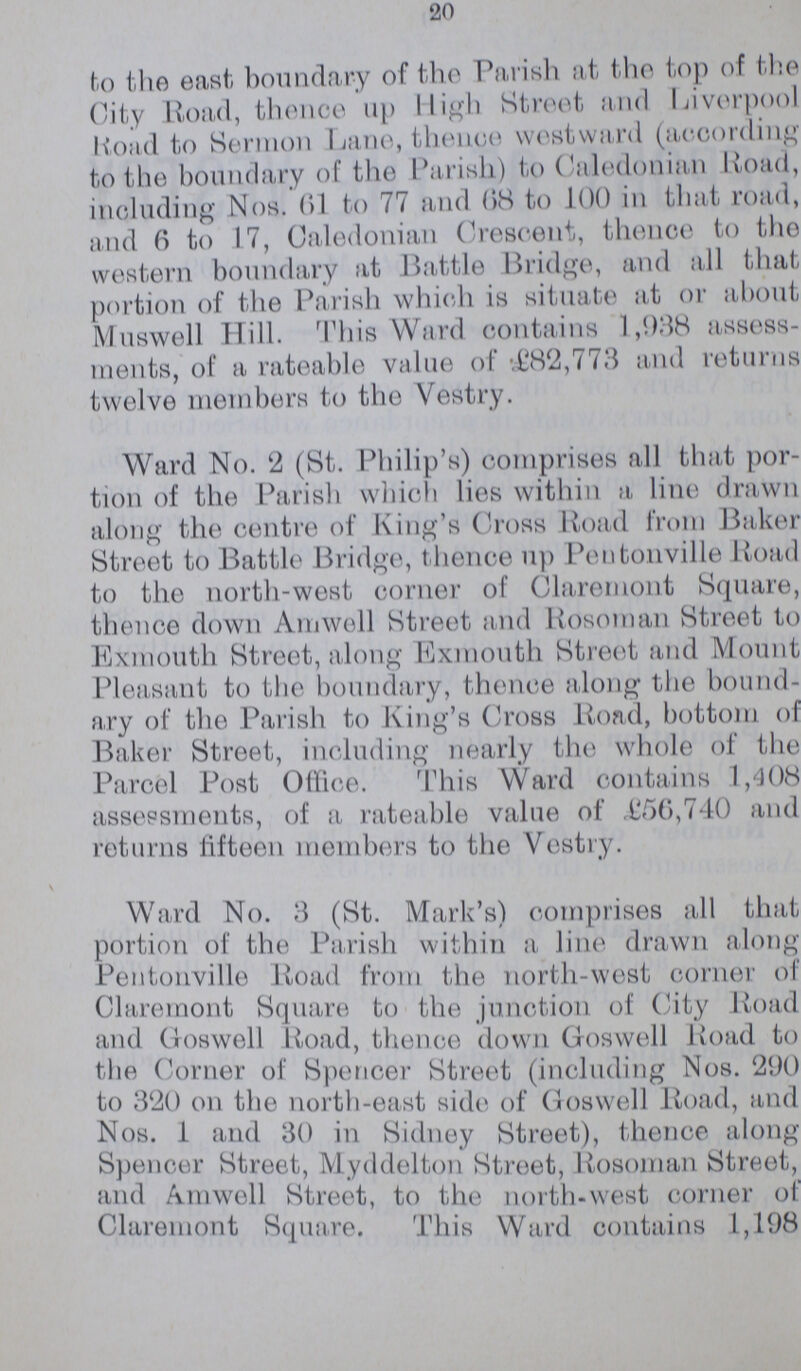 20
to the east boundary of the Parish at the top of the
City Road, thence up High Street and Liverpool
Road to Sermon Lane, thence westward (according
to the boundary of the Parish) to Caledonian Road,
including Nos. 61 to 77 and 68 to 100 in that road,
and 6 to 17, Caledonian Crescent, thence to the
western boundary at Battle Bridge, and all that
portion of the Parish which is situate at or about
Muswell Hill. This Ward contains 1,938 assess-
ments, of a rateable value of £82,773 and returns
twelve members to the Vestry.
Ward No. 2 (St. Philip's) comprises all that por-
tion of the Parish which lies within a line drawn
along the centre of King's Cross Road from Baker
Street to Battle Bridge, thence up Pentonville Road
to the north-west corner of Claremont Square,
thence down Amwell Street and Rosoman Street to
Exmouth Street, along Exmouth Street and Mount
Pleasant to the boundary, thence along the bound-
ary of the Parish to King's Cross Road, bottom of
Baker Street, including nearly the whole of the
Parcel Post Office. This Ward contains 1,408
assessments, of a rateable value of £56,740 and
returns fifteen members to the Vestry.
Ward No. 3 (St. Mark's) comprises all that
portion of the Parish within a line drawn along
Pentonville Road from the north-west corner of
Claremont Square to the junction of City Road
and Goswell Road, thence down Goswell Road to
the Corner of Spencer Street (including Nos. 290
to 320 on the north-east side of Goswell Road, and
Nos. 1 and 30 in Sidney Street), thence along
Spencer Street, Myddelton Street, Rosoman Street,
and Amwell Street, to the north-west corner of
Claremont Square. This Ward contains 1,198